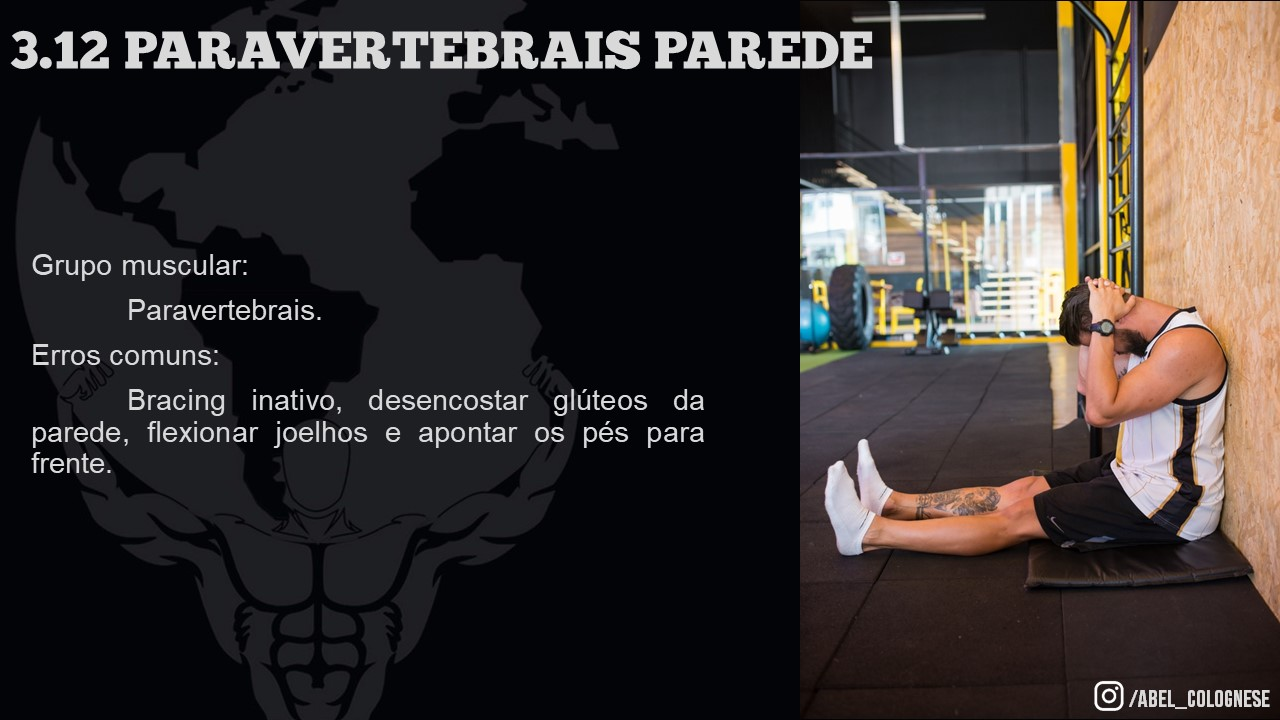 3.12 PARAVERTEBRAIS PAREDE
Grupo muscular:
Paravertebrais.
Erros comuns:
Bracing inativo, desencostar glúteos da
parede, flexionar joelhos e apontar os pés para
frente.
/ABEL_COLOGNESE